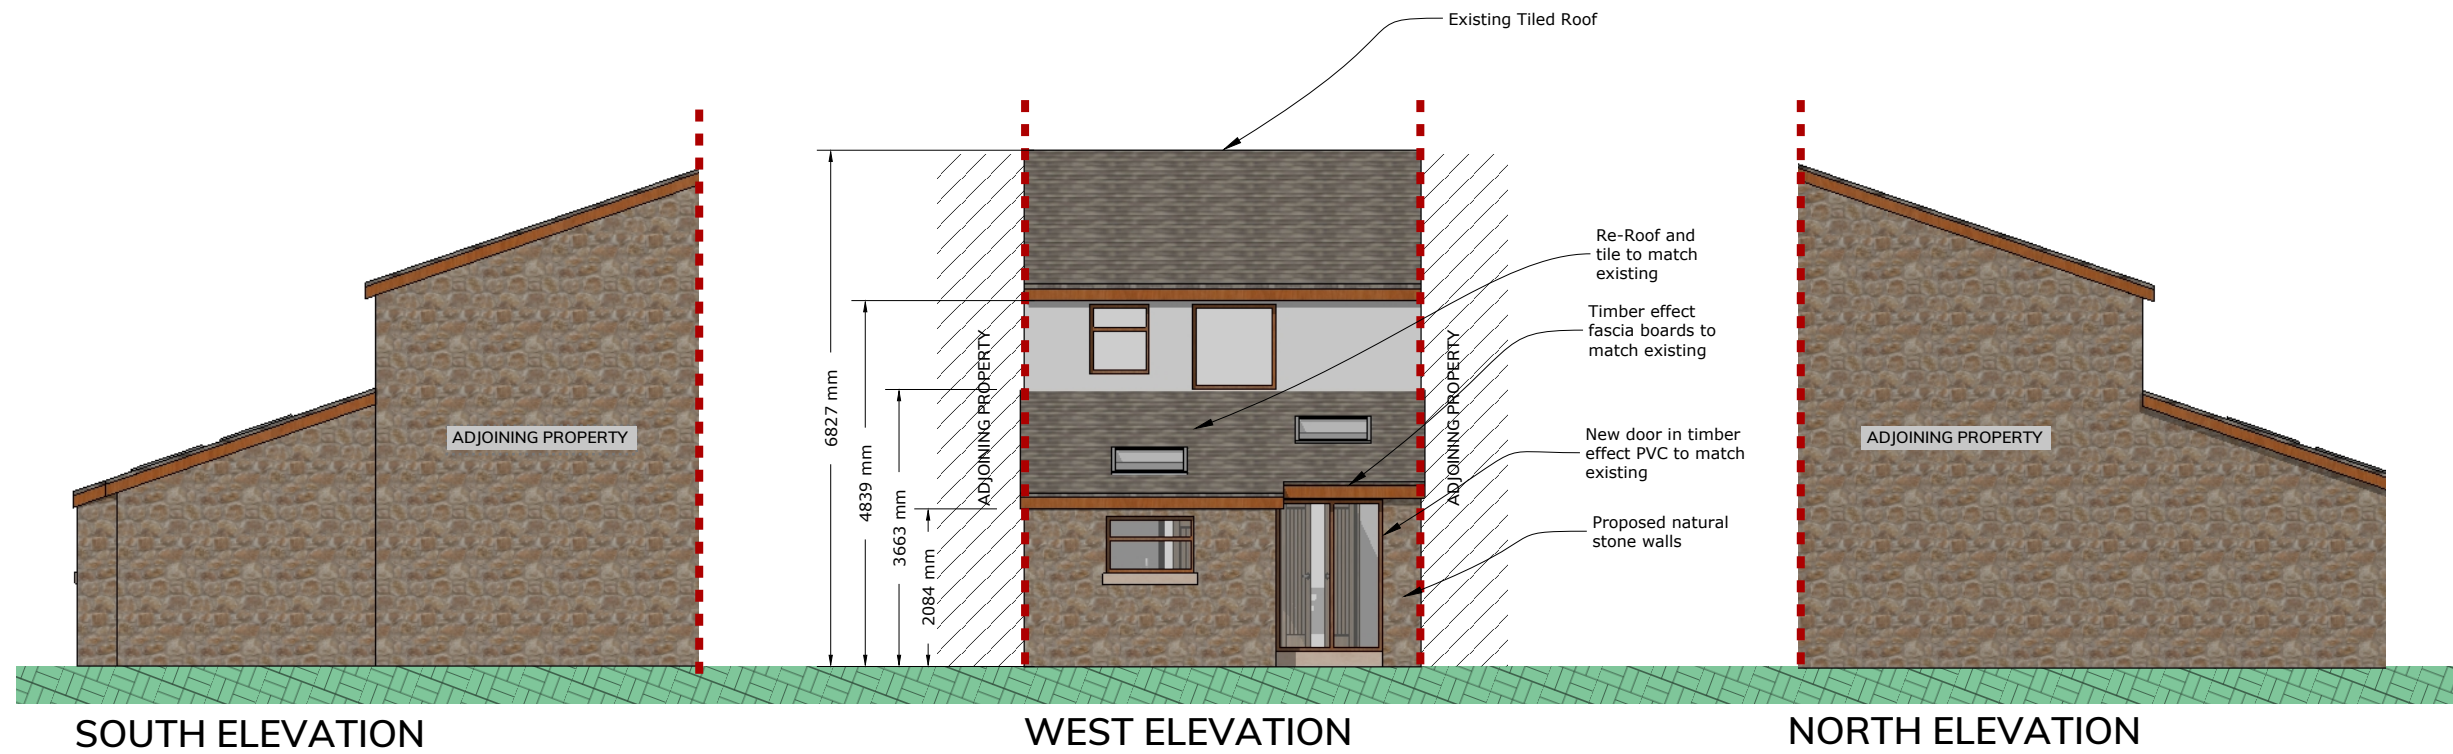 Existing Tiled Roof
Re-Roof and
tile to match
existing
Timber effect
fascia boards to
match existing
New door in timber
effect PVC to match
existing
Proposed natural
stone walls
6827 mm
4839 mm
3663 mm
2084 mm
ADJOINING PROPERTY
ADJOINING PROPERTY
ADJOINING PROPERTY
ADJOINING PROPERTY
SOUTH ELEVATION
WEST ELEVATION
NORTH ELEVATION